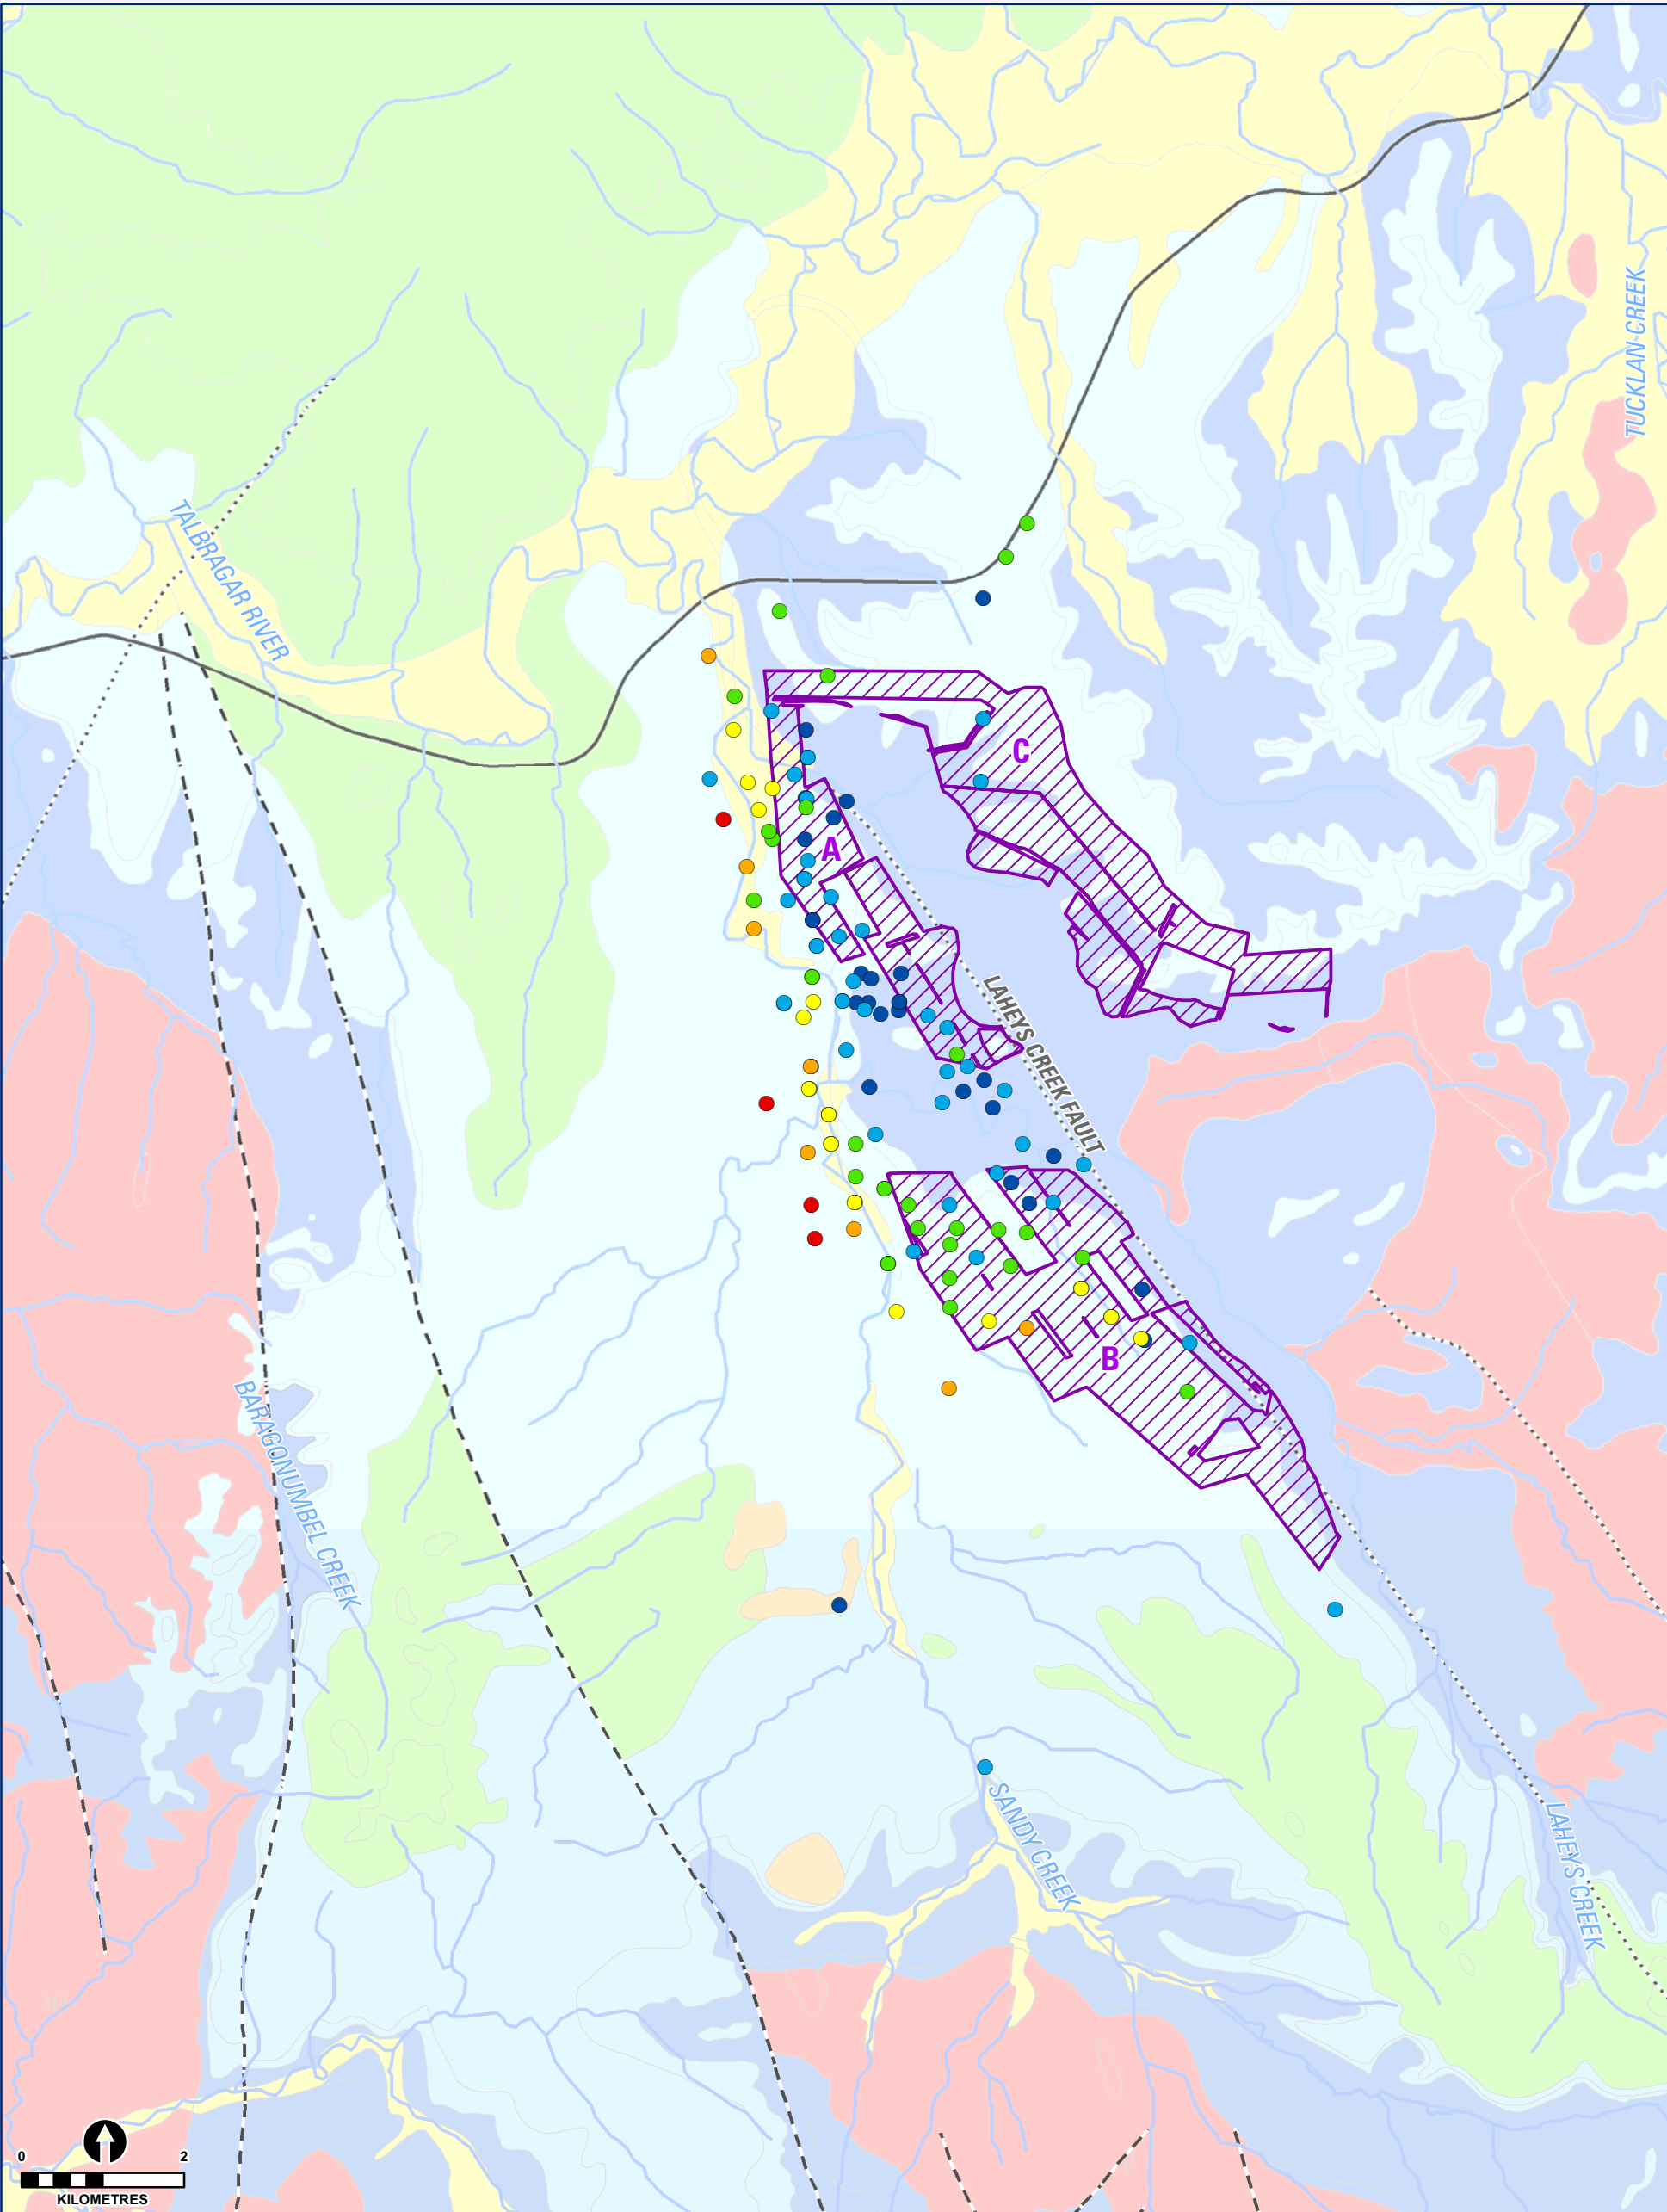 TUCKLAN CREEK
TALBRAGAR RIVER
C
A
LAHEYS CREEK FAULT
B
BARAGONUMBEL CREEK
SANDY CREEK
LAHEYS CREEK
0 2
KILOMETRES